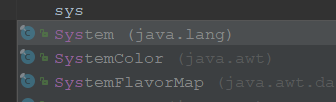 sys
System (java.lang)
SystemColor (java.awt)
SystemFlavorMap (java.awt.da